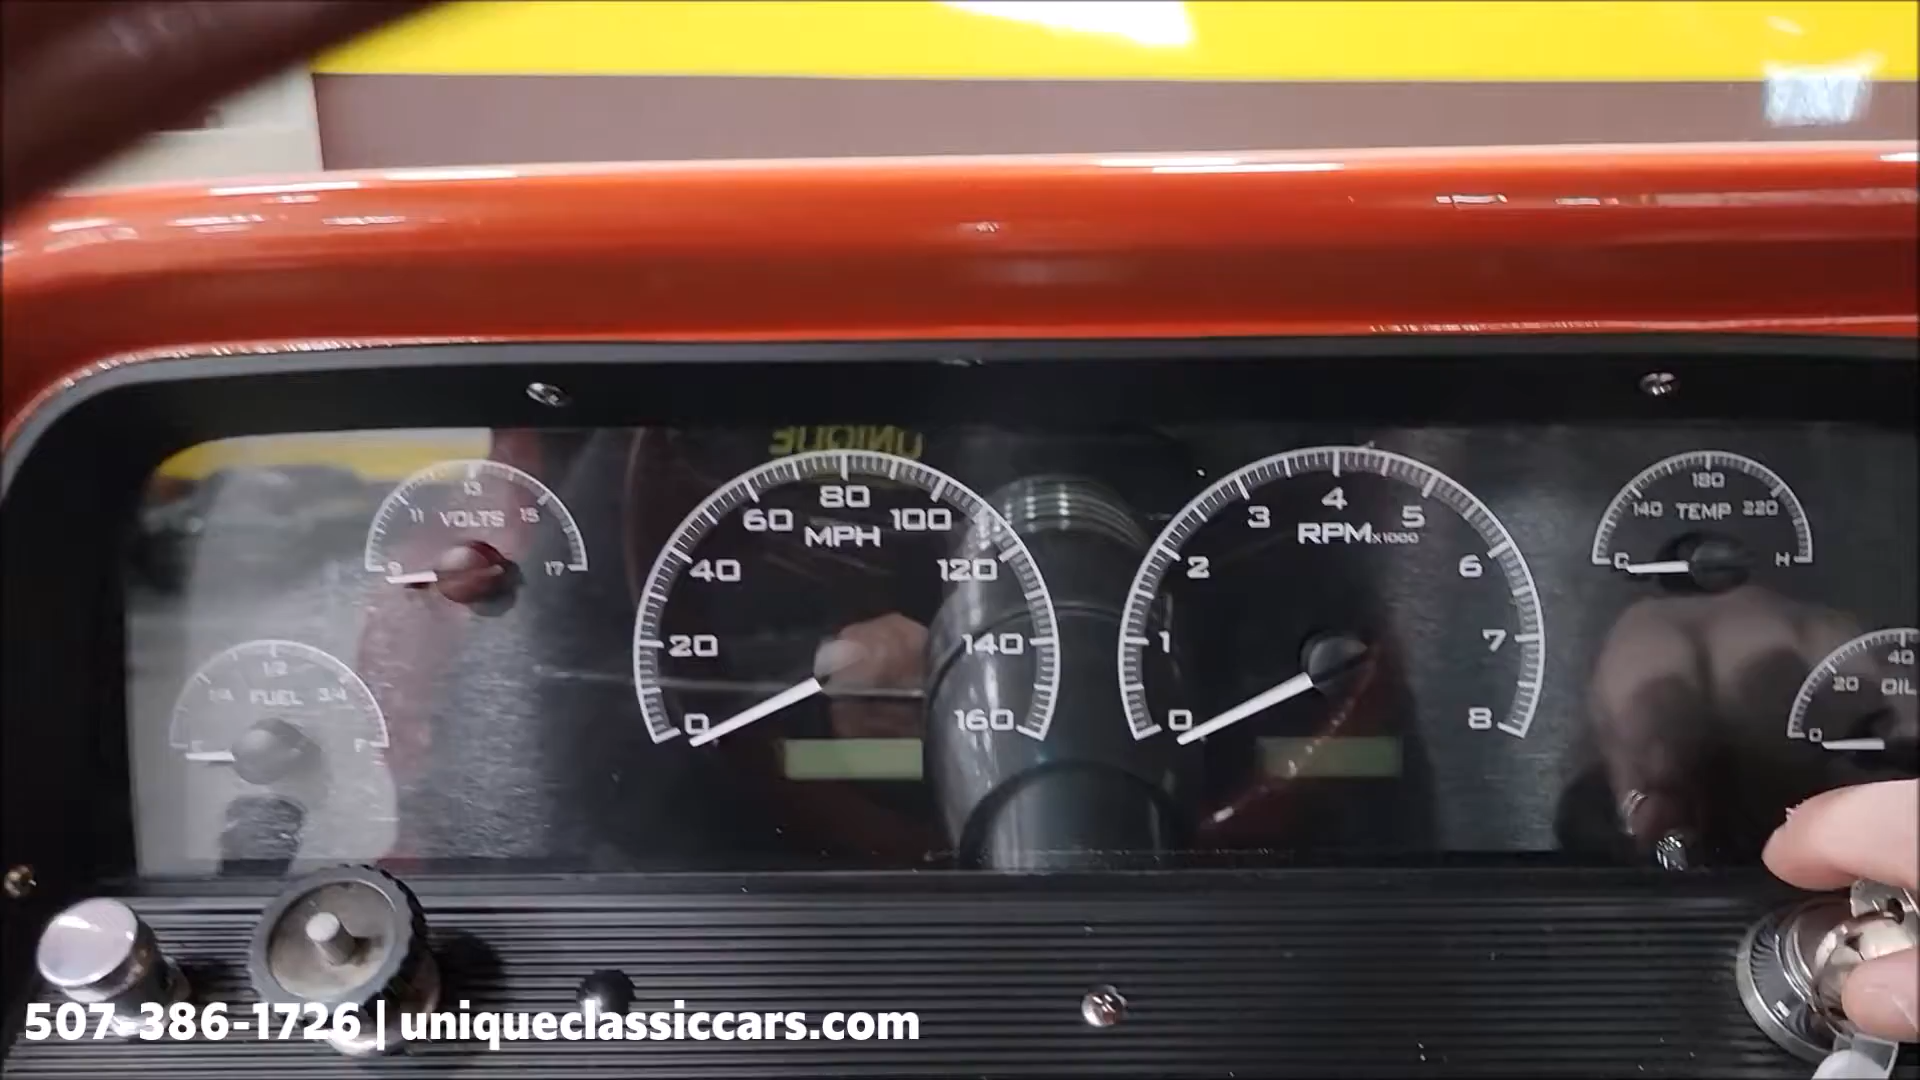 UNIQUE
13
11 VOLTS 15
9 17
1/2
1/4 FUEL 3/4
E F
80
60 100
MPH
40 120
20 140
0 160
4
3 5
RPMx1000
2 6
1 7
0 8
180
140 TEMP 220
C H
40
20 OIL
0
507-386-1726 | uniqueclassiccars.com